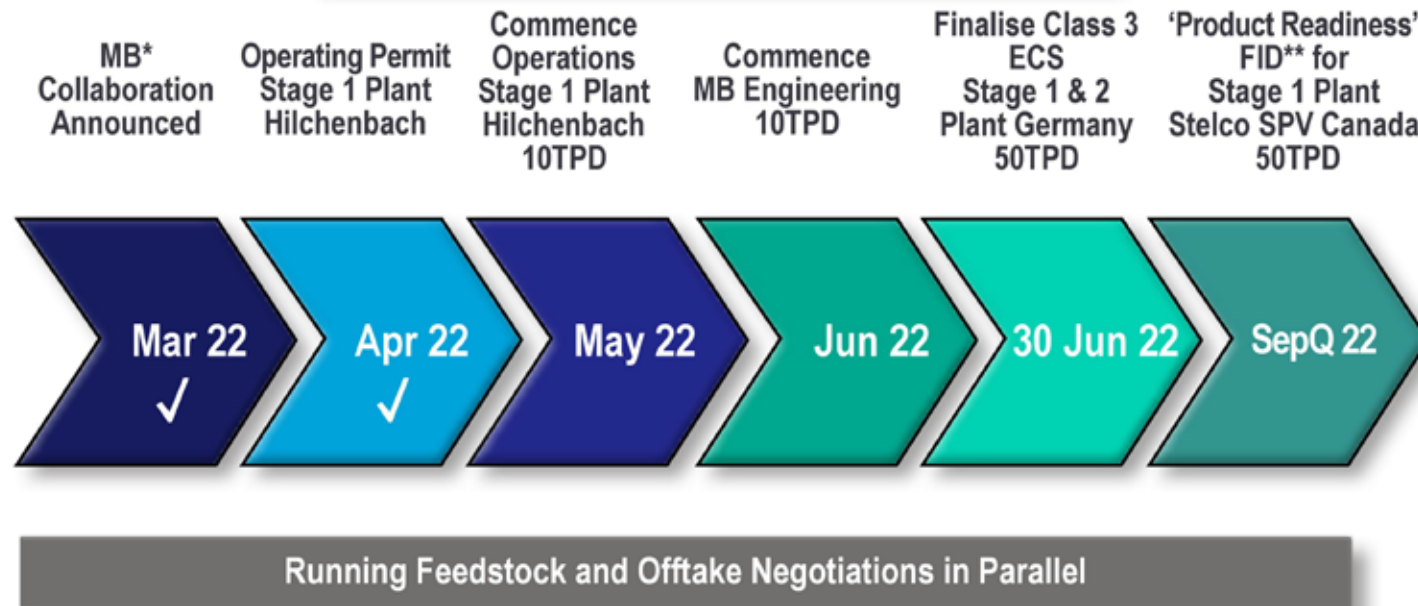 MB*
Collaboration
Announced
Operating Permit
Stage 1 Plant
Hilchenbach
Commence
Operations
Stage 1 Plant
Hilchenbach
10TPD
Commence
MB Engineering
10TPD
Finalise Class 3
ECS
Stage 1 & 2
Plant Germany
50TPD
‘Product Readiness’
FID** for
Stage 1 Plant
Stelco SPV Canada
50TPD
Mar 22
√
Apr 22
√
May 22
Jun 22
30 Jun 22
SepQ 22
Running Feedstock and Offtake Negotiations in Parallel